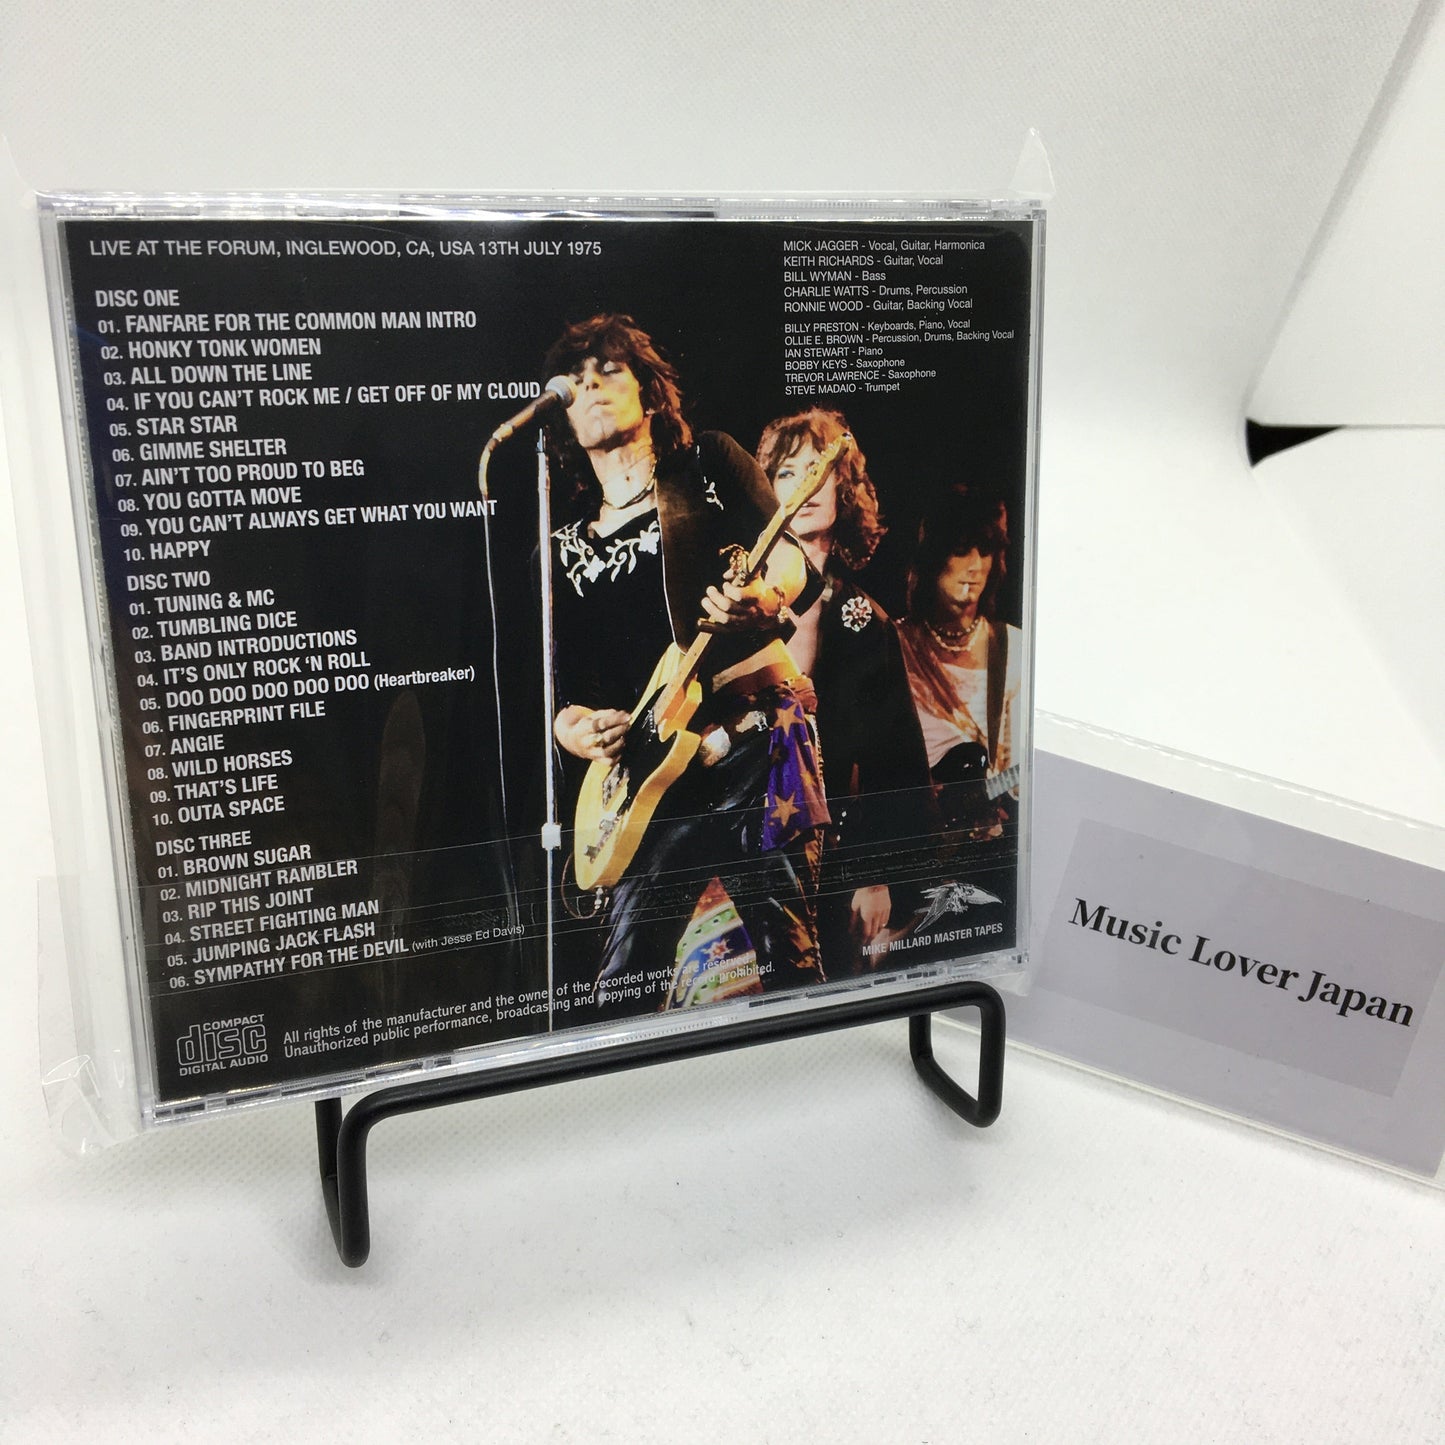 LIVE AT THE FORUM, INGLEWOOD, CA, USA 13TH JULY 1975
DISC ONE
01. FANFARE FOR THE COMMON MAN INTRO
02. HONKY TONK WOMEN
03. ALL DOWN THE LINE
04. IF YOU CAN'T ROCK ME / GET OFF OF MY CLOUD
05. STAR STAR
06. GIMME SHELTER
07. AIN'T TOO PROUD TO BEG
08. YOU GOTTA MOVE
09. YOU CAN'T ALWAYS GET WHAT YOU WANT
10. HAPPY
DISC TWO
01. TUNING & MC
02. TUMBLING DICE
03. BAND INTRODUCTIONS
04. IT'S ONLY ROCK 'N ROLL
05. DOO DOO DOO DOO DOO (Heartbreaker)
06. FINGERPRINT FILE
07. ANGIE
08. WILD HORSES
09. THAT'S LIFE
10. OUTA SPACE
DISC THREE
01. BROWN SUGAR
02. MIDNIGHT RAMBLER
03. RIP THIS JOINT
04. STREET FIGHTING MAN
05. JUMPING JACK FLASH
06. SYMPATHY FOR THE DEVIL (with Jesse Ed Davis)
MICK JAGGER - Vocal, Guitar, Harmonica
KEITH RICHARDS - Guitar, Vocal
BILL WYMAN - Bass
CHARLIE WATTS - Drums, Percussion
RONNIE WOOD - Guitar, Backing Vocal
BILLY PRESTON - Keyboards, Piano, Vocal
OLLIE E. BROWN - Percussion, Drums, Backing Vocal
IAN STEWART - Piano
BOBBY KEYS - Saxophone
TREVOR LAWRENCE - Saxophone
STEVE MADAIO - Trumpet
MIKE MILLARD MASTER TAPES
COMPACT
disc
DIGITAL AUDIO
All rights of the manufacturer and the owner of the recorded works are reserved.
Unauthorized public performance, broadcasting and copying of the record prohibited.
Music Lover Japan